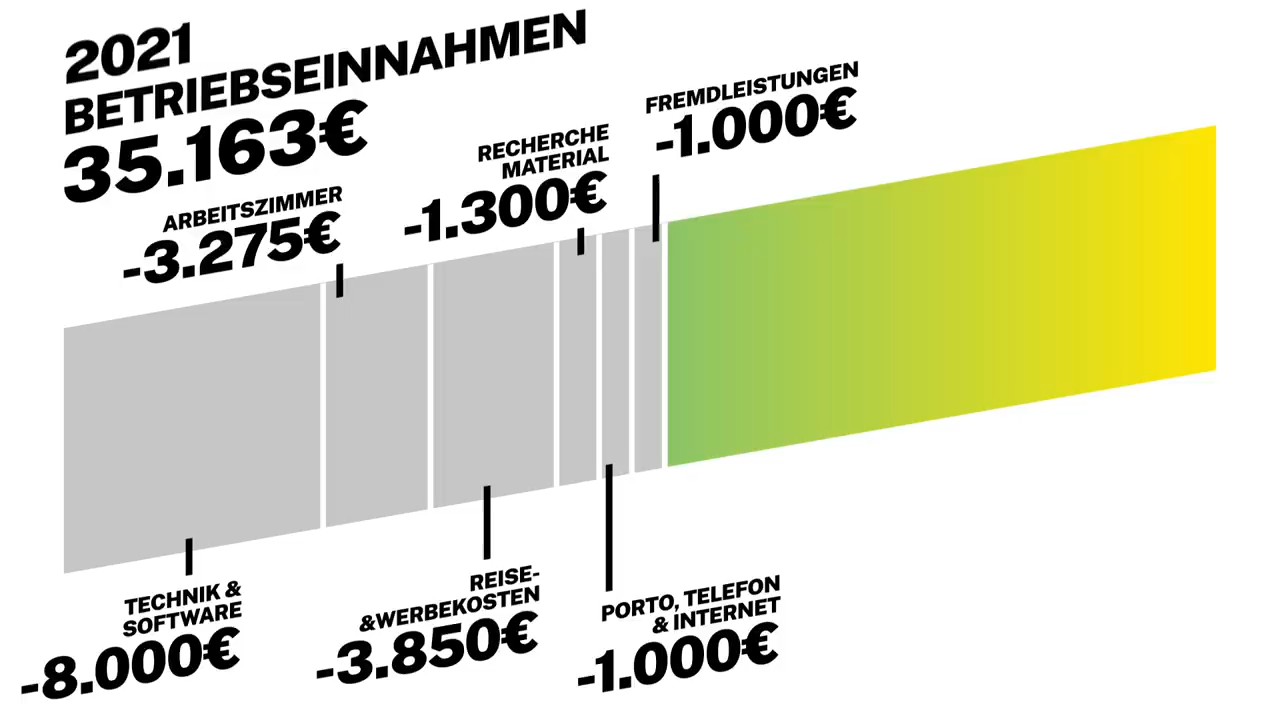 2021
BETRIEBSEINNAHMEN
35.163€
ARBEITSZIMMER
-3.275€
RECHERCHE
MATERIAL
-1.300€
FREMDLEISTUNGEN
-1.000€
TECHNIK &
SOFTWARE
-8.000€
REISE-
&WERBEKOSTEN
-3.850€
PORTO, TELEFON
& INTERNET
-1.000€